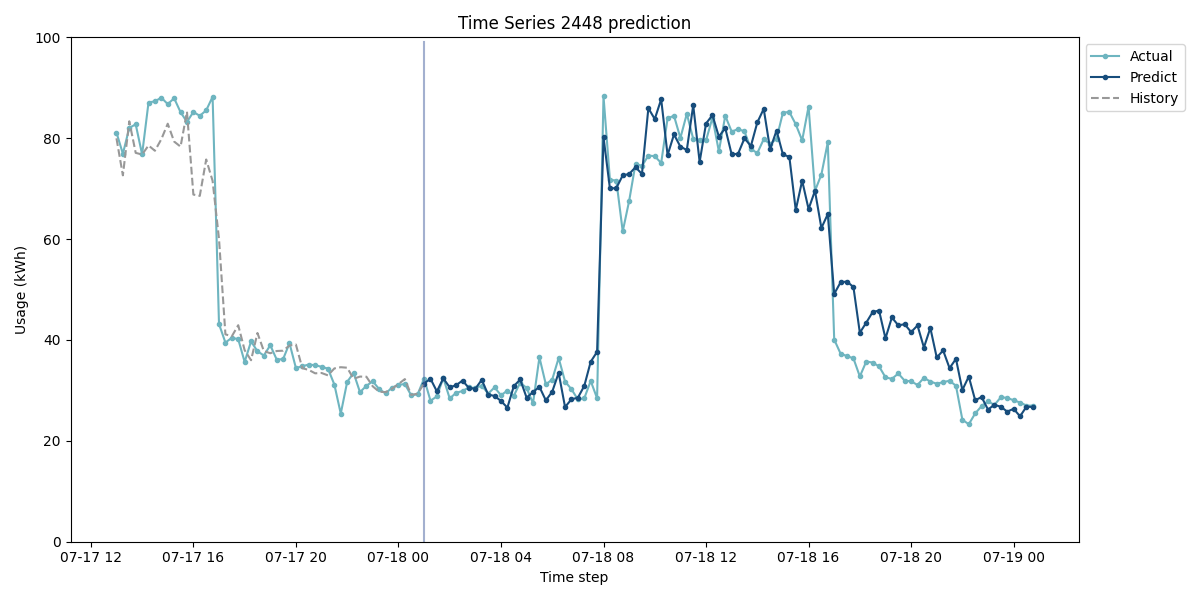 Time Series 2448 prediction
100
80
60
40
20
0
Usage (kWh)
07-17 12
07-17 16
07-17 20
07-18 00
07-18 04
07-18 08
07-18 12
07-18 16
07-18 20
07-19 00
Time step
Actual
Predict
History